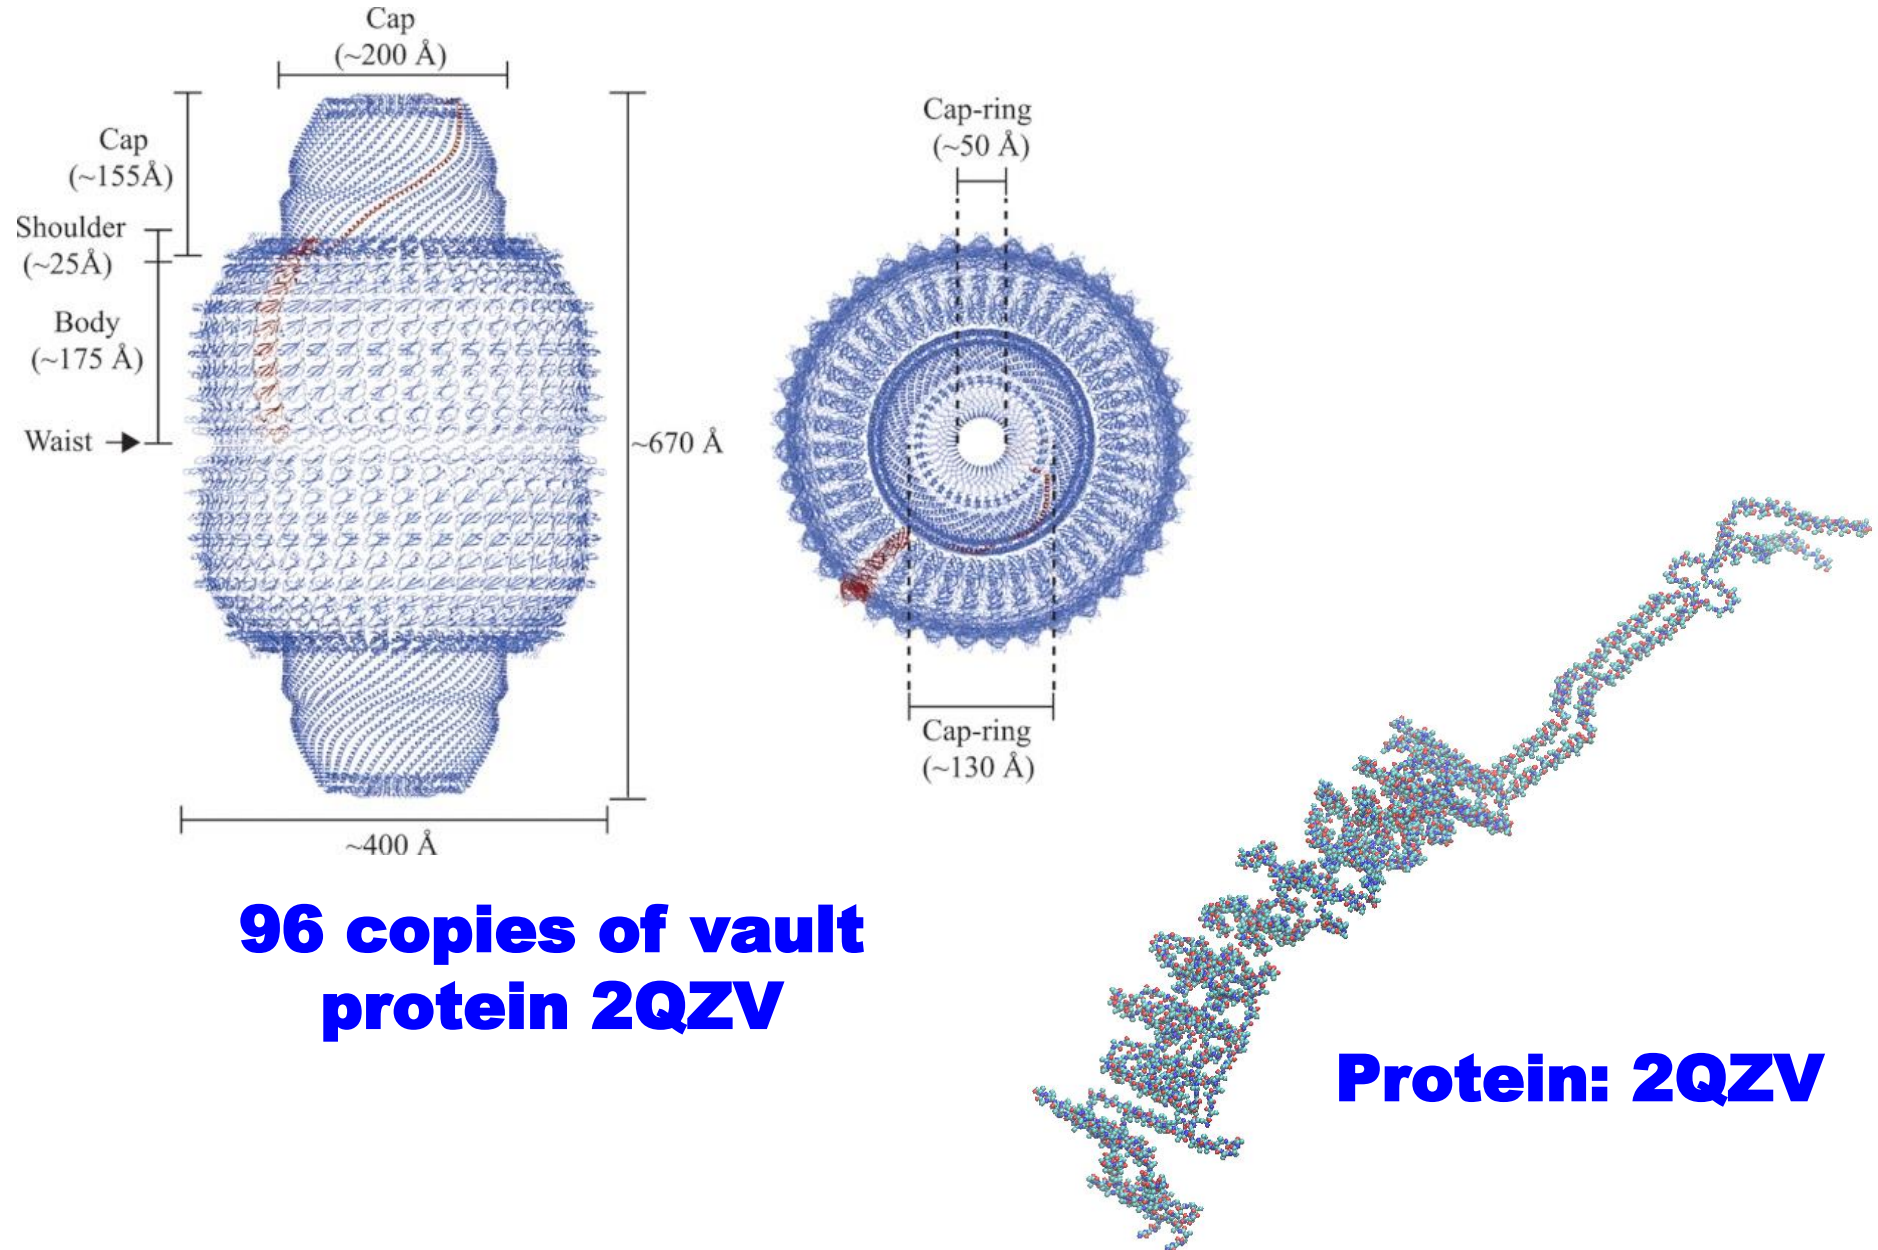 Cap
(~200 Å)
Cap
(~155Å)
Shoulder
(~25Å)
Body
(~175 Å)
Waist
~670 Å
~400 Å
Cap-ring
(~50 Å)
Cap-ring
(~130 Å)
96 copies of vault
protein 2QZV
Protein: 2QZV